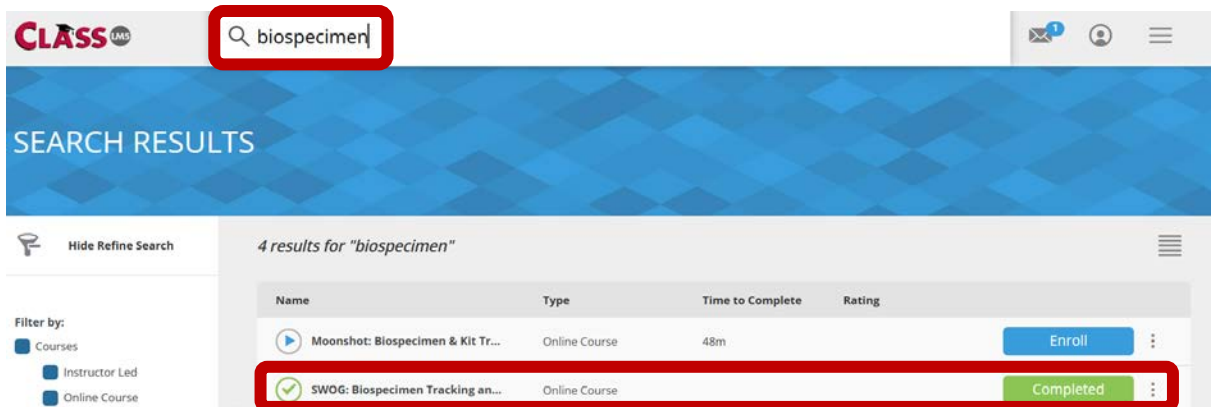 CLASS LMS
biospecimen
1
SEARCH RESULTS
Hide Refine Search
4 results for "biospecimen"
Name Type Time to Complete Rating
Filter by:
Moonshot: Biospecimen & Kit Tr... Online Course 48m Enroll
Courses
Instructor Led
SWOG: Biospecimen Tracking an... Online Course Completed
Online Course